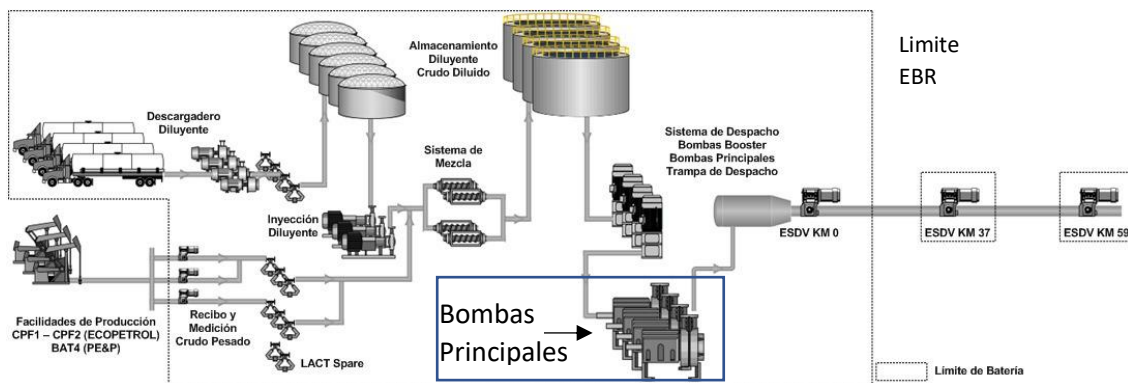 Almacenamiento
Diluyente
Crudo Diluido
Limite
EBR
Descargadero
Diluyente
Sistema de
Mezcla
Sistema de Despacho
Bombas Booster
Bombas Principales
Trampa de Despacho
Inyección
Diluyente
ESDV KM 0
ESDV KM 37
ESDV KM 59
Bombas
Principales
Facilidades de Producción
CPF1 – CPF2 (ECOPETROL)
BAT4 (PE&P)
Recibo y
Medición
Crudo Pesado
LACT Spare
Límite de Batería